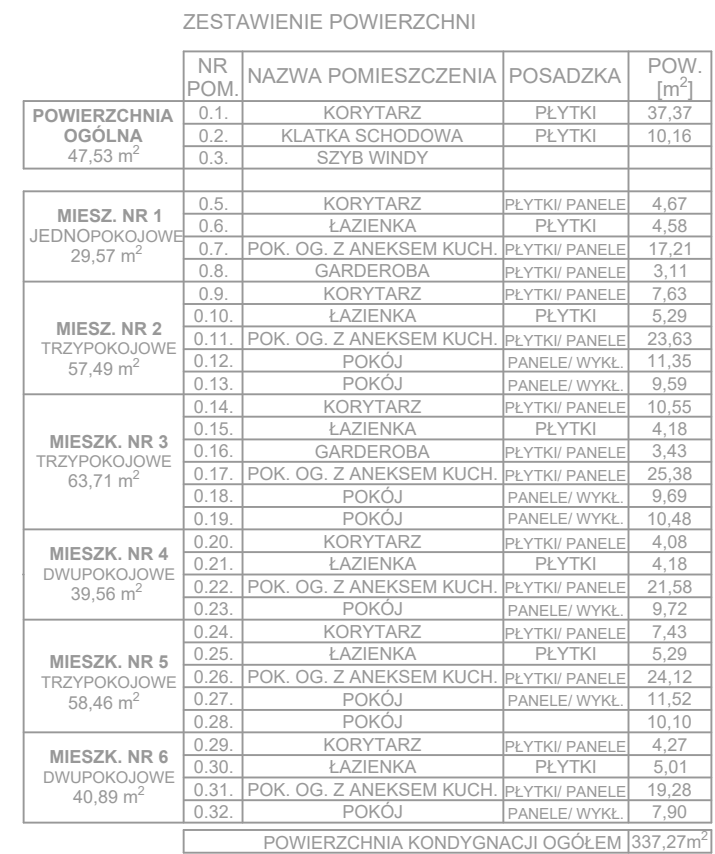 ZESTAWIENIE POWIERZCHNI
NR POM. NAZWA POMIESZCZENIA POSADZKA POW. [m²]
POWIERZCHNIA OGÓLNA 47,53 m²
0.1. KORYTARZ PŁYTKI 37,37
0.2. KLATKA SCHODOWA PŁYTKI 10,16
0.3. SZYB WINDY
MIESZ. NR 1 JEDNOPOKOJOWE 29,57 m²
0.5. KORYTARZ PŁYTKI/ PANELE 4,67
0.6. ŁAZIENKA PŁYTKI 4,58
0.7. POK. OG. Z ANEKSEM KUCH. PŁYTKI/ PANELE 17,21
0.8. GARDEROBA PŁYTKI/ PANELE 3,11
MIESZ. NR 2 TRZYPOKOJOWE 57,49 m²
0.9. KORYTARZ PŁYTKI/ PANELE 7,63
0.10. ŁAZIENKA PŁYTKI 5,29
0.11. POK. OG. Z ANEKSEM KUCH. PŁYTKI/ PANELE 23,63
0.12. POKÓJ PANELE/ WYKŁ. 11,35
0.13. POKÓJ PANELE/ WYKŁ. 9,59
MIESZK. NR 3 TRZYPOKOJOWE 63,71 m²
0.14. KORYTARZ PŁYTKI/ PANELE 10,55
0.15. ŁAZIENKA PŁYTKI 4,18
0.16. GARDEROBA PŁYTKI/ PANELE 3,43
0.17. POK. OG. Z ANEKSEM KUCH. PŁYTKI/ PANELE 25,38
0.18. POKÓJ PANELE/ WYKŁ. 9,69
0.19. POKÓJ PANELE/ WYKŁ. 10,48
MIESZK. NR 4 DWUPOKOJOWE 39,56 m²
0.20. KORYTARZ PŁYTKI/ PANELE 4,08
0.21. ŁAZIENKA PŁYTKI 4,18
0.22. POK. OG. Z ANEKSEM KUCH. PŁYTKI/ PANELE 21,58
0.23. POKÓJ PANELE/ WYKŁ. 9,72
MIESZK. NR 5 TRZYPOKOJOWE 58,46 m²
0.24. KORYTARZ PŁYTKI/ PANELE 7,43
0.25. ŁAZIENKA PŁYTKI 5,29
0.26. POK. OG. Z ANEKSEM KUCH. PŁYTKI/ PANELE 24,12
0.27. POKÓJ PANELE/ WYKŁ. 11,52
0.28. POKÓJ 10,10
MIESZK. NR 6 DWUPOKOJOWE 40,89 m²
0.29. KORYTARZ PŁYTKI/ PANELE 4,27
0.30. ŁAZIENKA PŁYTKI 5,01
0.31. POK. OG. Z ANEKSEM KUCH. PŁYTKI/ PANELE 19,28
0.32. POKÓJ PANELE/ WYKŁ. 7,90
POWIERZCHNIA KONDYGNACJI OGÓŁEM 337,27m²